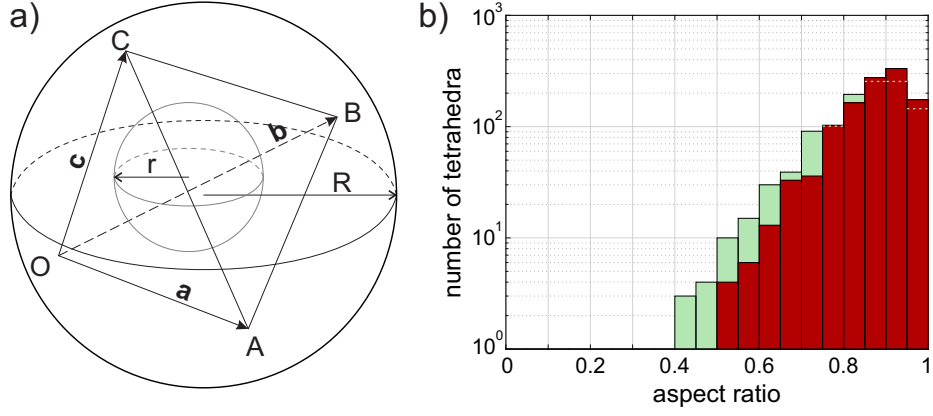 a)
C
B
b
c
r
R
O
a
A
b)
number of tetrahedra
10³
10²
10¹
10⁰
0
0.2
0.4
0.6
0.8
1
aspect ratio